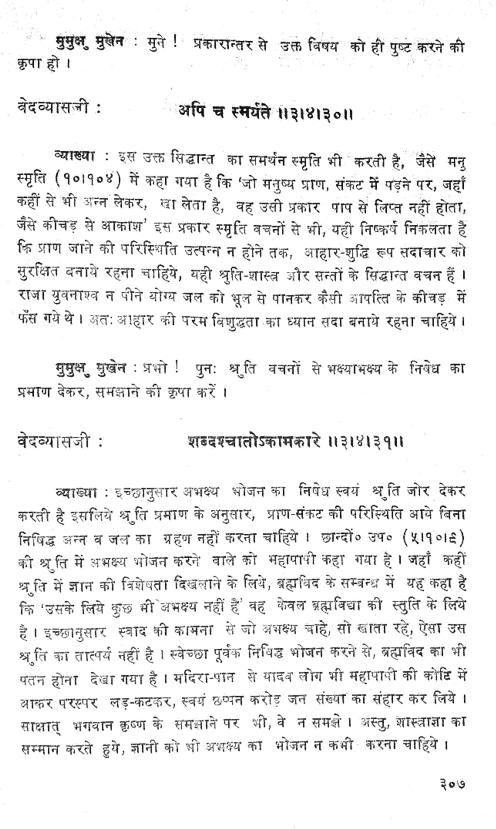 मुमुक्षु मुखेन : मुने ! प्रकारान्तर से उक्त विषय को ही पुष्ट करने की
कृपा हो ।
वेदव्यासजी : अपि च स्मर्यते ॥३।४।३०॥
व्याख्या : इस उक्त सिद्धान्त का समर्थन स्मृति भी करती है, जैसे मनु
स्मृति (१०।१०४) में कहा गया है कि 'जो मनुष्य प्राण, संकट में पड़ने पर, जहाँ
कहीं से भी अन्न लेकर, खा लेता है, वह उसी प्रकार पाप से लिप्त नहीं होता,
जैसे कीचड़ से आकाश' इस प्रकार स्मृति वचनों से भी, यही निष्कर्ष निकलता है
कि प्राण जाने की परिस्थिति उत्पन्न न होने तक, आहार-शुद्धि रूप सदाचार को
सुरक्षित बनाये रहना चाहिये, यही श्रुति-शास्त्र और सन्तों के सिद्धान्त वचन हैं ।
राजा युवनाश्व न पीने योग्य जल को भूल से पानकर कैसी आपत्ति के कीचड़ में
फँस गये थे । अतः आहार की परम विशुद्धता का ध्यान सदा बनाये रहना चाहिये ।
मुमुक्षु मुखेन : प्रभो ! पुनः श्रुति वचनों से भक्ष्याभक्ष्य के निषेध का
प्रमाण देकर, समझाने की कृपा करें ।
वेदव्यासजी : शब्दश्चातोऽकामकारे ॥३।४।३१॥
व्याख्या : इच्छानुसार अभक्ष्य भोजन का निषेध स्वयं श्रुति जोर देकर
करती है इसलिये श्रुति प्रमाण के अनुसार, प्राण-संकट की परिस्थिति आये बिना
निषिद्ध अन्न व जल का ग्रहण नहीं करना चाहिये । छान्दो० उप० (५।१०।९)
की श्रुति में अभक्ष्य भोजन करने वाले को महापापी कहा गया है । जहाँ कहीं
श्रुति में ज्ञान की विशेषता दिखलाने के लिये, ब्रह्मविद के सम्बन्ध में यह कहा है
कि 'उसके लिये कुछ भी अभक्ष्य नहीं है' वह केवल ब्रह्मविद्या की स्तुति के लिये
है । इच्छानुसार स्वाद की कामना से जो अभक्ष्य चाहे, सो खाता रहे, ऐसा उस
श्रुति का तात्पर्य नहीं है । स्वेच्छा पूर्वक निषिद्ध भोजन करने से, ब्रह्मविद का भी
पतन होना देखा गया है । मदिरा-पान से यादव लोग भी महापापी की कोटि में
आकर परस्पर लड़-कटकर, स्वयं छप्पन करोड़ जन संख्या का संहार कर लिये ।
साक्षात् भगवान कृष्ण के समझाने पर भी, वे न समझे । अस्तु, शास्त्राज्ञा का
सम्मान करते हुये, ज्ञानी को भी अभक्ष्य का भोजन न कभी करना चाहिये ।
३०७